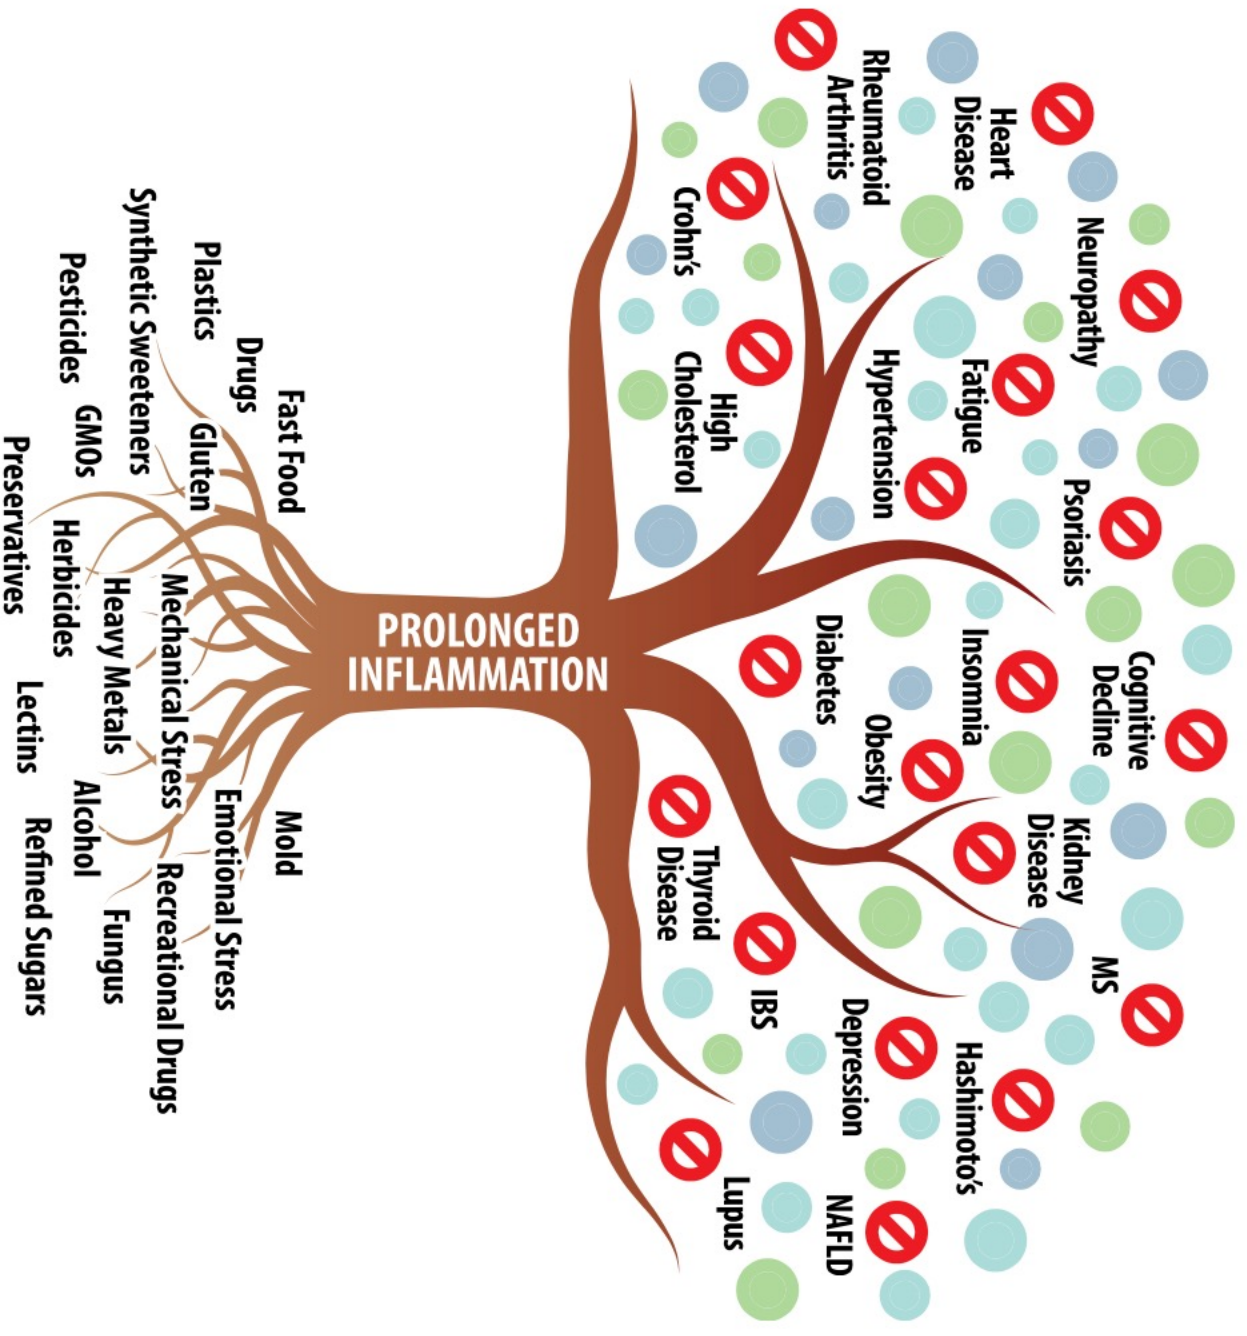 Cognitive
Decline
Psoriasis
MS
Neuropathy
Kidney
Disease
Heart
Disease
Fatigue
Insomnia
Hashimoto's
Hypertension
Obesity
Rheumatoid
Arthritis
Diabetes
Depression
NAFLD
IBS
Lupus
High
Cholesterol
Thyroid
Disease
Crohn's
PROLONGED
INFLAMMATION
Fast Food
Mold
Drugs
Plastics
Gluten
Emotional Stress
Mechanical Stress
Recreational Drugs
Synthetic Sweeteners
Heavy Metals
Fungus
Pesticides
GMOs
Herbicides
Alcohol
Preservatives
Lectins
Refined Sugars